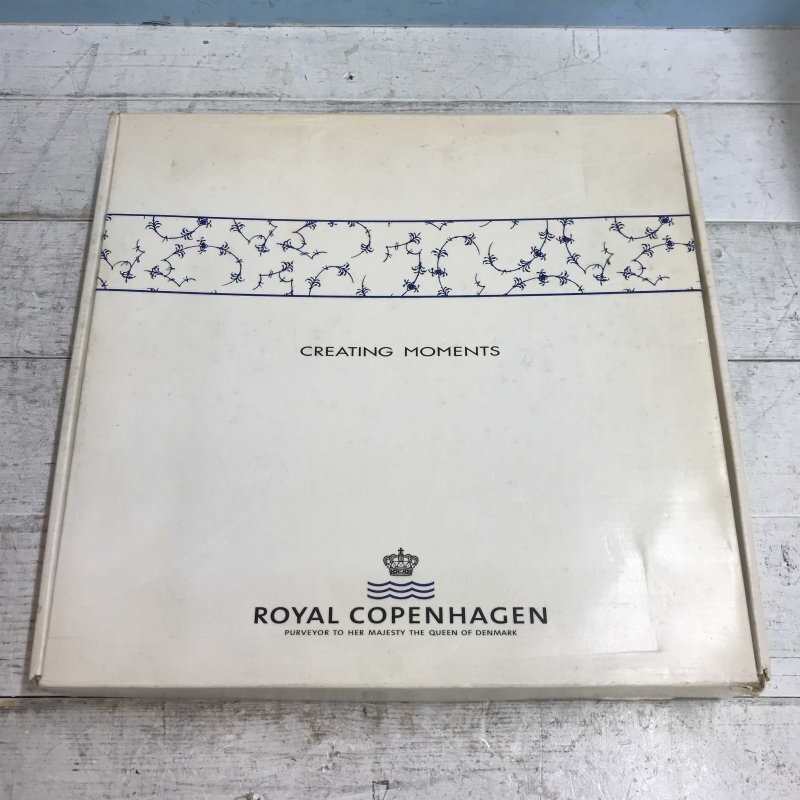 CREATING MOMENTS
ROYAL COPENHAGEN
PURVEYOR TO HER MAJESTY THE QUEEN OF DENMARK